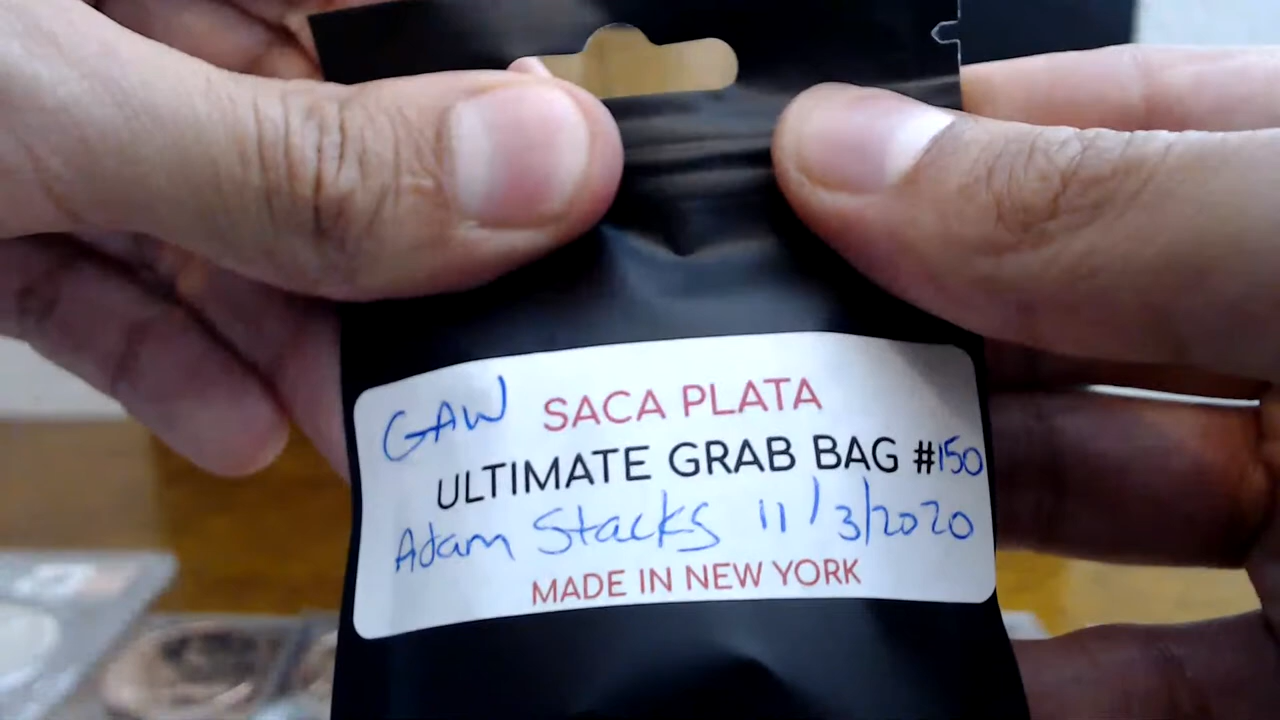 GAW SACA PLATA
ULTIMATE GRAB BAG #150
Adam Stacks 11/3/2020
MADE IN NEW YORK